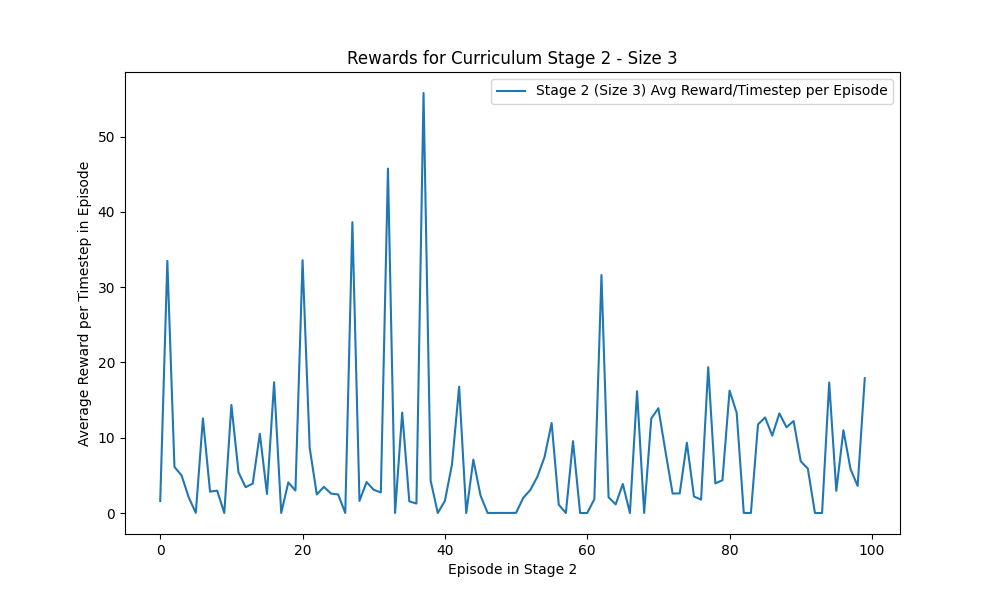 Rewards for Curriculum Stage 2 - Size 3
Stage 2 (Size 3) Avg Reward/Timestep per Episode
Average Reward per Timestep in Episode
50
40
30
20
10
0
0 20 40 60 80 100
Episode in Stage 2